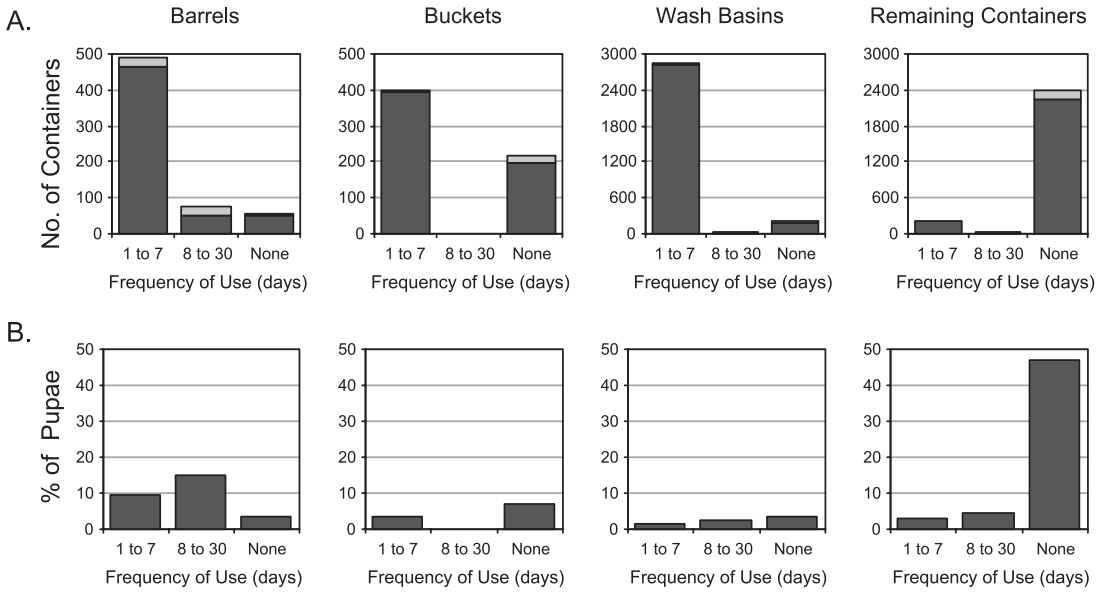 A.
Barrels
Buckets
Wash Basins
Remaining Containers
No. of Containers
500
400
300
200
100
0
1 to 7
8 to 30
None
Frequency of Use (days)
500
400
300
200
100
0
1 to 7
8 to 30
None
Frequency of Use (days)
3000
2400
1800
1200
600
0
1 to 7
8 to 30
None
Frequency of Use (days)
3000
2400
1800
1200
600
0
1 to 7
8 to 30
None
Frequency of Use (days)
B.
% of Pupae
50
40
30
20
10
0
1 to 7
8 to 30
None
Frequency of Use (days)
50
40
30
20
10
0
1 to 7
8 to 30
None
Frequency of Use (days)
50
40
30
20
10
0
1 to 7
8 to 30
None
Frequency of Use (days)
50
40
30
20
10
0
1 to 7
8 to 30
None
Frequency of Use (days)